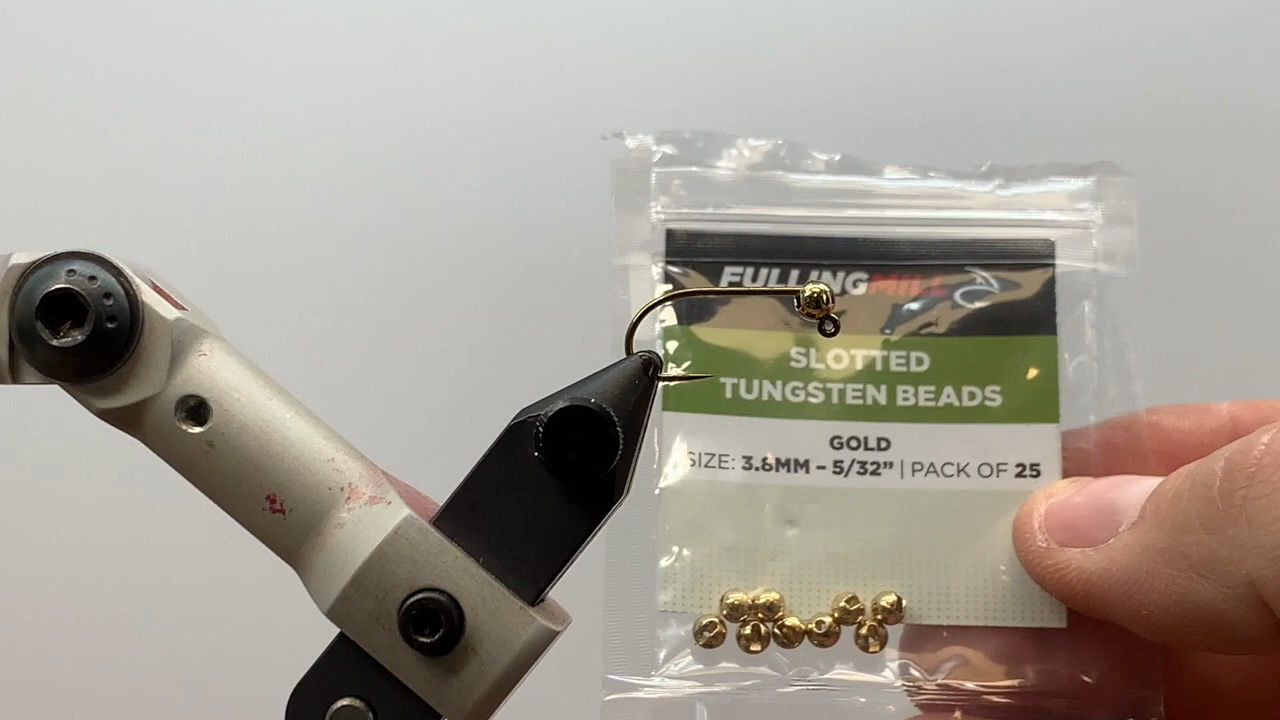 FULLINGMILL
SLOTTED
TUNGSTEN BEADS
GOLD
SIZE: 3.8MM – 5/32” | PACK OF 25